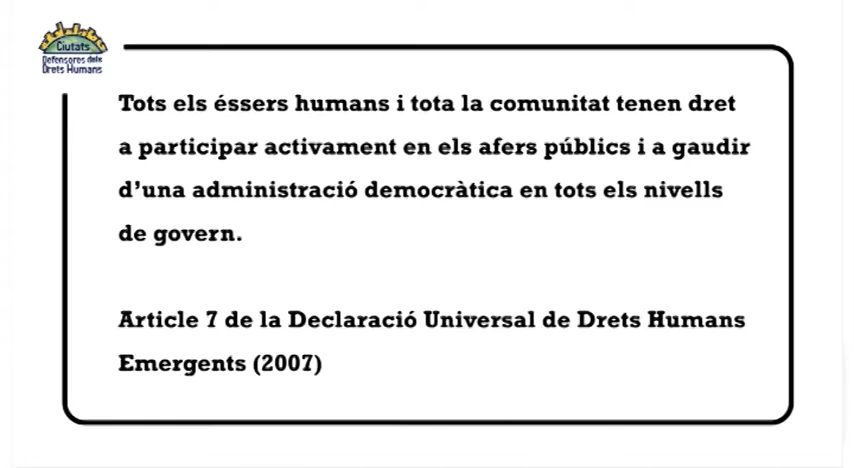 Ciutats
Defensores dels
Drets Humans
Tots els éssers humans i tota la comunitat tenen dret
a participar activament en els afers públics i a gaudir
d’una administració democràtica en tots els nivells
de govern.
Article 7 de la Declaració Universal de Drets Humans
Emergents (2007)